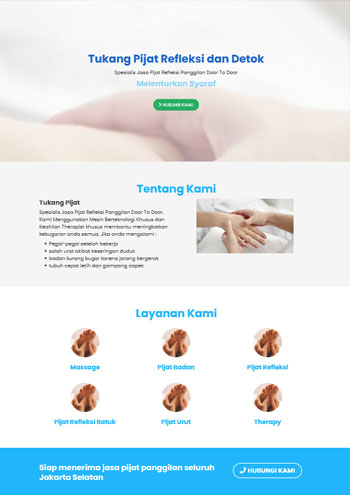 Tukang Pijat Refleksi dan Detok
Spesialis Jasa Pijat Refleksi Panggilan Door To Door
Melenturkan Syaraf
HUBUNGI KAMU
Tentang Kami
Tukang Pijat
Spesialis Jasa Pijat Refleksi Panggilan Door To Door.
Kami Menggunakan Mesin Berteknologi Khusus dan
Keahlian Therapist khusus membantu meningkatkan
kebugaran anda semua. Jika anda mengalami :
Pegal-pegal setelah bekerja
salah urat akibat keseringan duduk
badan kurang bugar karena jarang bergerak
tubuh cepat lelih dan gampang capek
Layanan Kami
Massage
Pijat Badan
Pijat Refleksi
Pijat Refleksi Batuk
Pijat Urut
Therapy
Siap menerima jasa pijat panggilan seluruh
Jakarta Selatan
HUBUNGI KAMI